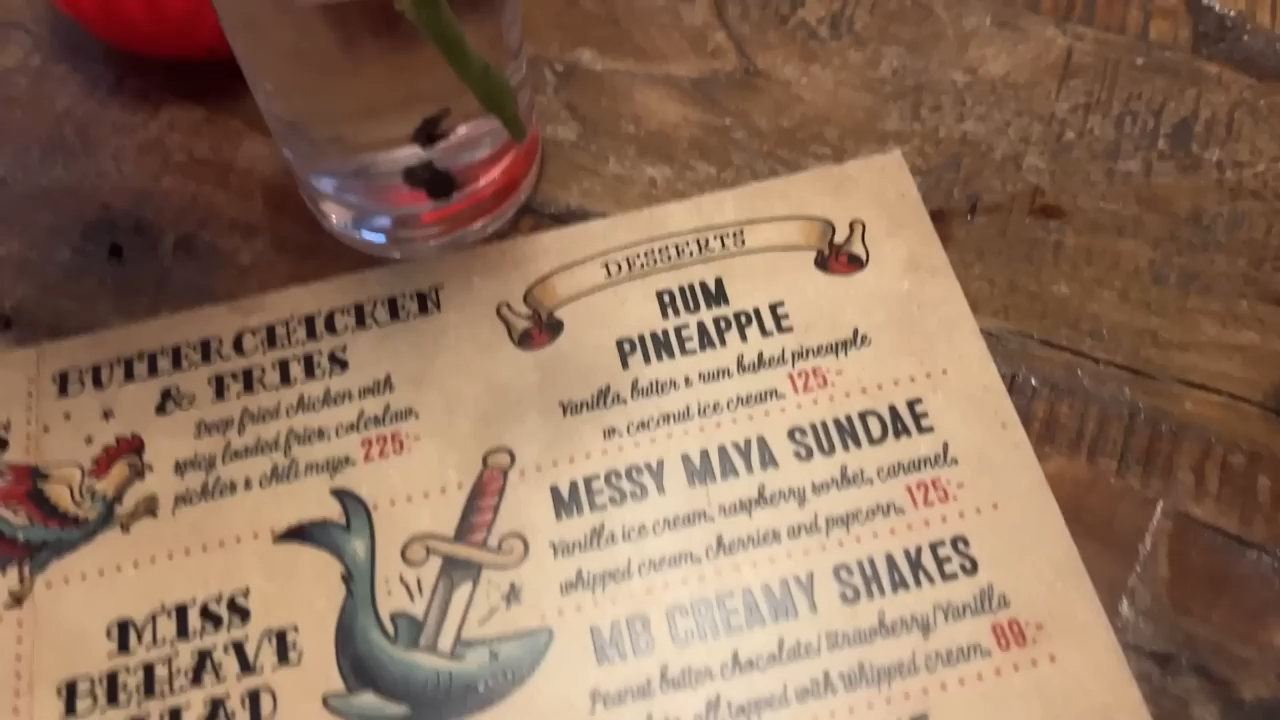 BUTTER CHICKEN
& FRIES
Deep fried chicken with
spicy loaded fries, coleslaw,
pickles & chili mayo. 225:-
MISS
BEHAVE
DESSERTS
RUM
PINEAPPLE
Vanilla, butter & rum baked pineapple
w. coconut ice cream. 125:-
MESSY MAYA SUNDAE
Vanilla ice cream, raspberry sorbet, caramel,
whipped cream, cherries and popcorn. 125:-
MB CREAMY SHAKES
Peanut butter chocolate/Strawberry/Vanilla
all topped with whipped cream. 89:-